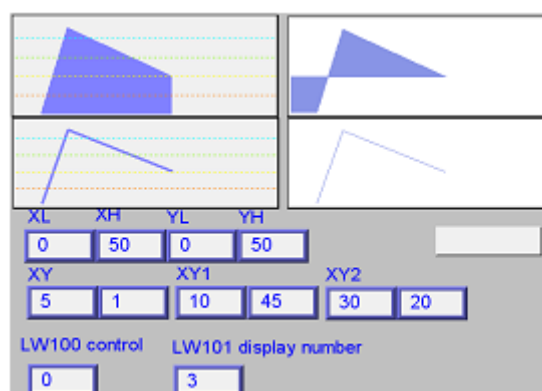 XL XH YL YH
0 50 0 50
XY XY1 XY2
5 1 10 45 30 20
LW100 control LW101 display number
0 3